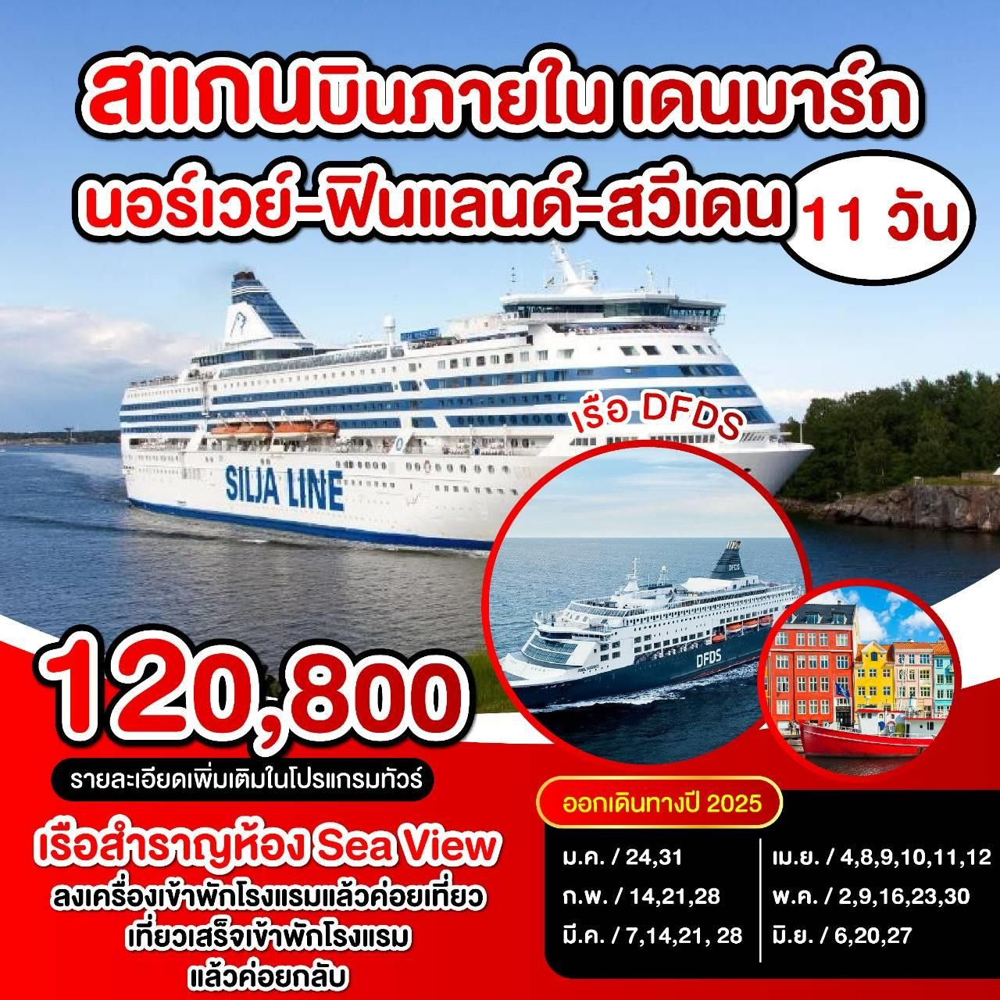 สแกนบินภายใน เดนมาร์ก
นอร์เวย์-ฟินแลนด์-สวีเดน 11 วัน
SILJA LINE
เรือ DFDS
DFDS
DFDS
120,800
รายละเอียดเพิ่มเติมในโปรแกรมทัวร์
เรือสำราญห้อง Sea View
ลงเครื่องเข้าพักโรงแรมแล้วค่อยเที่ยว
เที่ยวเสร็จเข้าพักโรงแรม
แล้วค่อยกลับ
ออกเดินทางปี 2025
ม.ค. / 24,31
ก.พ. / 14,21,28
มี.ค. / 7,14,21, 28
เม.ย. / 4,8,9,10,11,12
พ.ค. / 2,9,16,23,30
มิ.ย. / 6,20,27